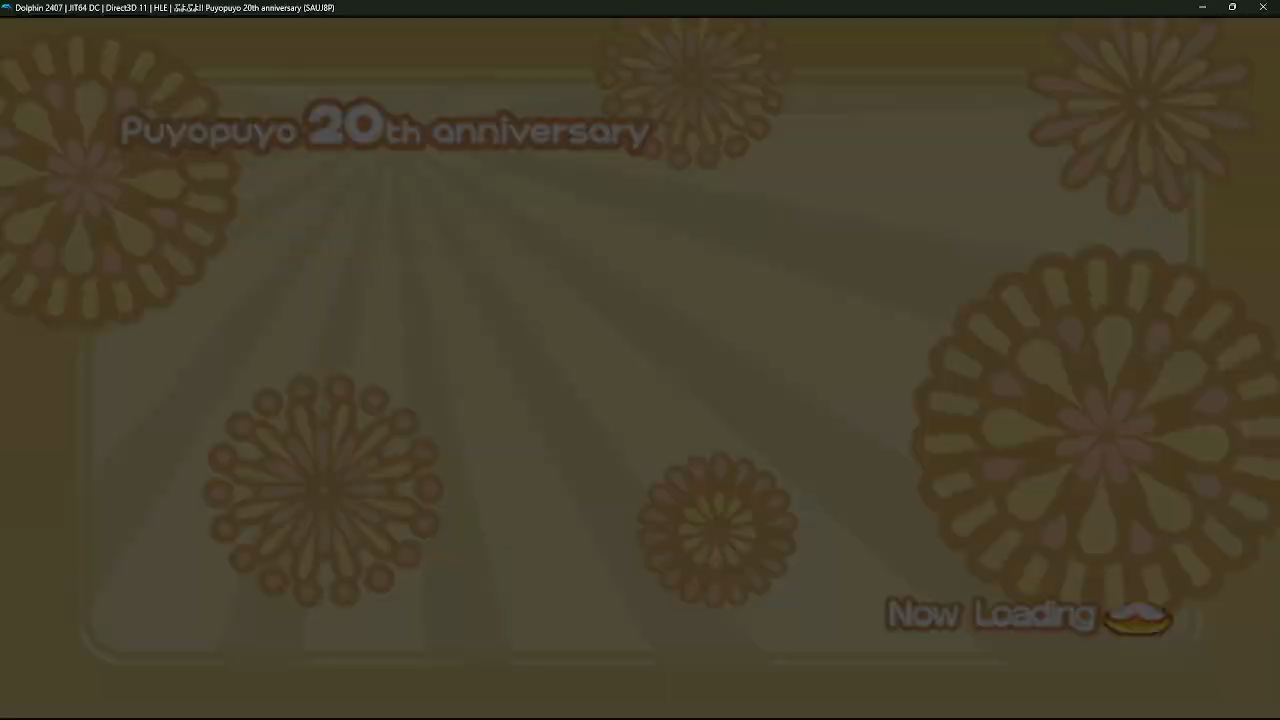 Dolphin 2407 | JIT64 DC | Direct3D 11 | HLE | ぷよぷよ!! Puyopuyo 20th anniversary (SAUJ8P)
Puyopuyo 20th anniversary
Now Loading